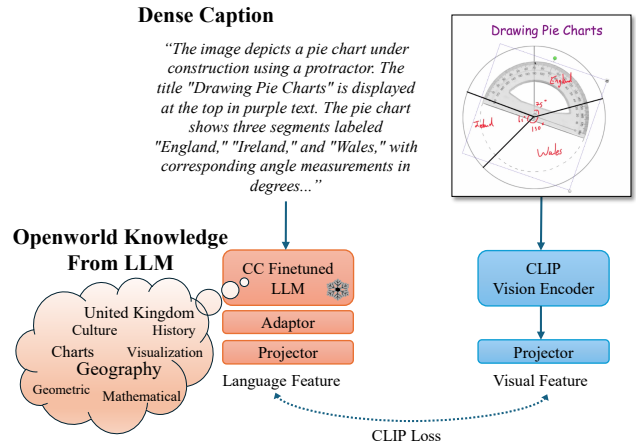 Dense Caption
“The image depicts a pie chart under
construction using a protractor. The
title "Drawing Pie Charts" is displayed
at the top in purple text. The pie chart
shows three segments labeled
"England," "Ireland," and "Wales," with
corresponding angle measurements in
degrees...”
Drawing Pie Charts
England
Ireland
Wales
Openworld Knowledge
From LLM
United Kingdom
Culture
History
Charts
Visualization
Geography
Geometric
Mathematical
CC Finetuned
LLM
Adaptor
Projector
Language Feature
CLIP
Vision Encoder
Projector
Visual Feature
CLIP Loss